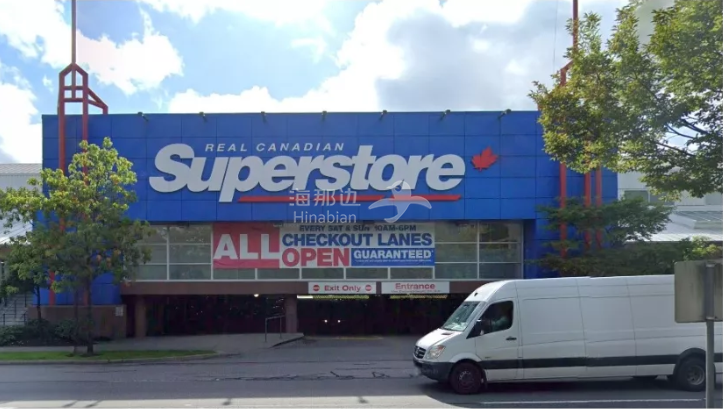 REAL CANADIAN
Superstore
海那边
Hinabian
EVERY SAT & SUN 10AM-6PM
ALL CHECKOUT LANES
OPEN GUARANTEED
Exit Only
Entrance